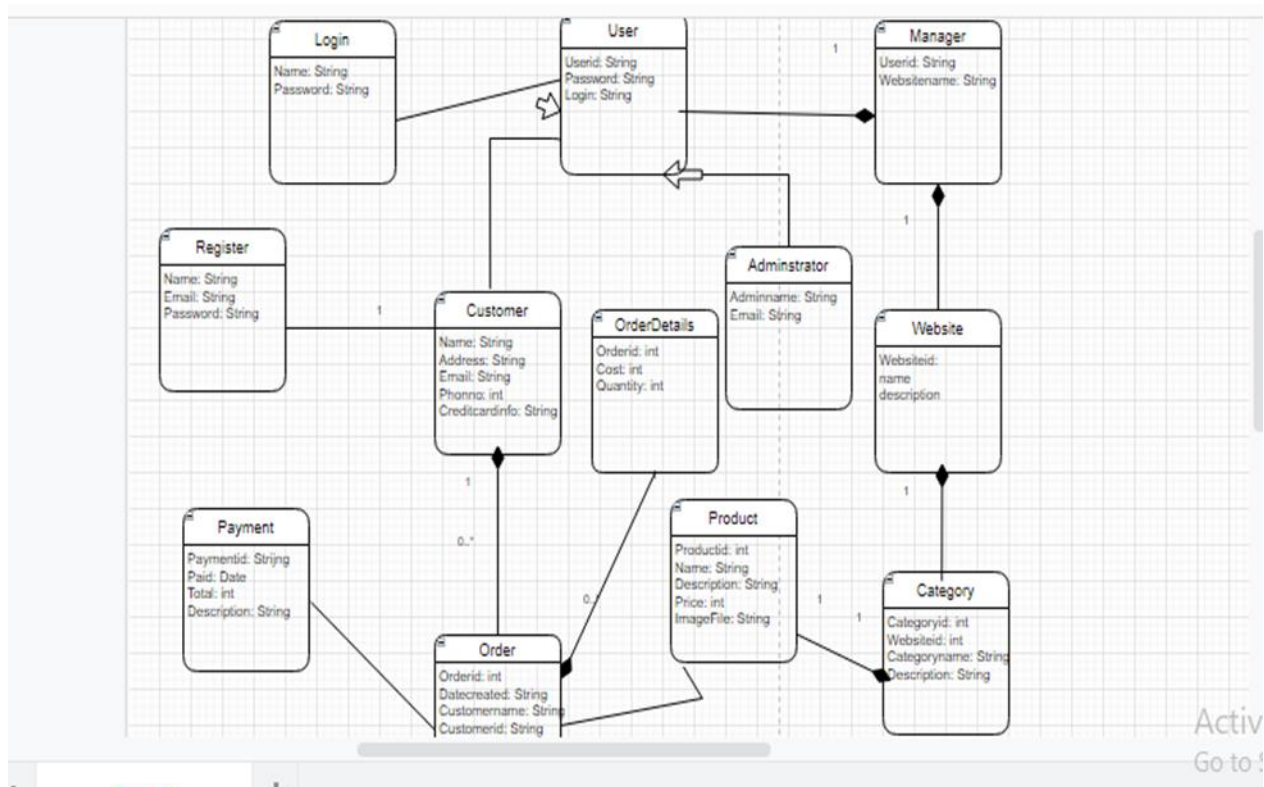 Login
Name: String
Password: String
User
Userid: String
Password: String
Login: String
1
Manager
Userid: String
Websitename: String
Register
Name: String
Email: String
Password: String
1
Customer
Name: String
Address: String
Email: String
Phonno: int
Creditcardinfo: String
OrderDetails
Orderid: int
Cost: int
Quantity: int
Adminstrator
Adminname: String
Email: String
1
Website
Websiteid:
name
description
1
0..*
1
Payment
Paymentid: Strijng
Paid: Date
Total: int
Description: String
Order
Orderid: int
Datecreated: String
Customername: String
Customerid: String
Product
Productid: int
Name: String
Description: String
Price: int
ImageFile: String
1
1
Category
Categoryid: int
Websiteid: int
Categoryname: String
Description: String
Go to